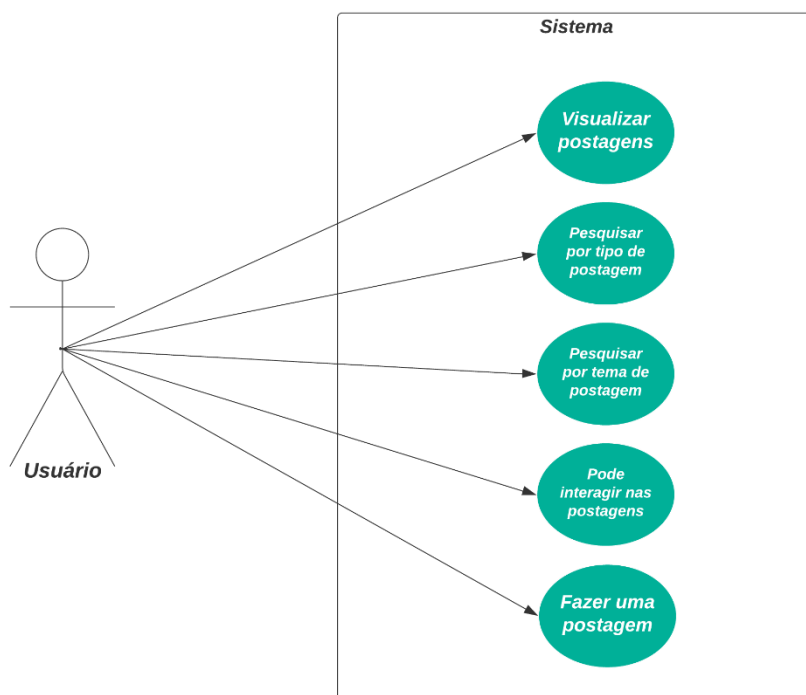 Sistema
Visualizar
postagens
Pesquisar
por tipo de
postagem
Pesquisar
por tema de
postagem
Pode
interagir nas
postagens
Fazer uma
postagem
Usuário